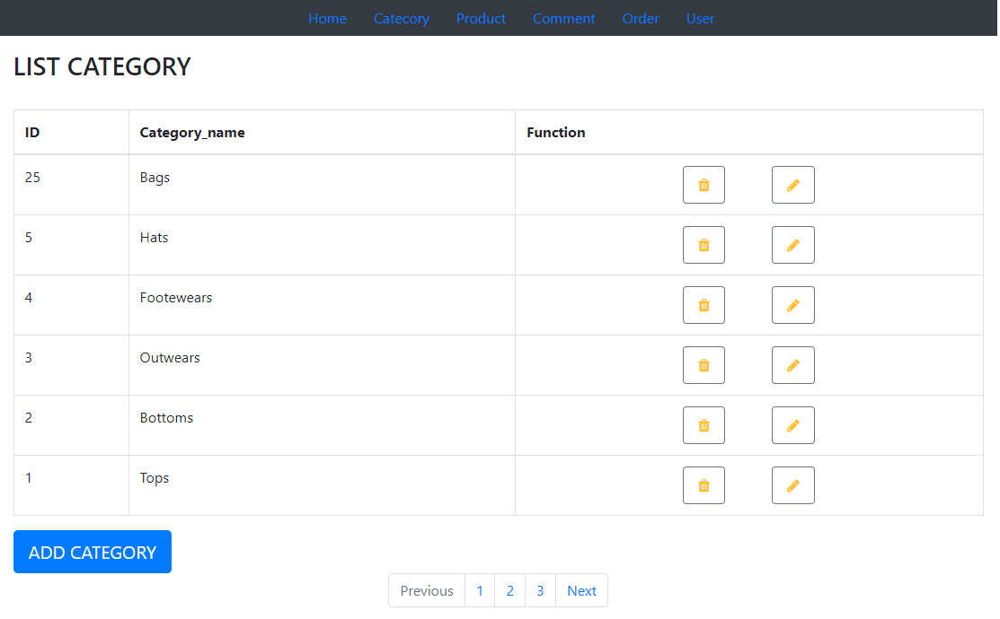 Home Catecory Product Comment Order User
LIST CATEGORY
ID Category_name Function
25 Bags
5 Hats
4 Footewears
3 Outwears
2 Bottoms
1 Tops
ADD CATEGORY
Previous 1 2 3 Next